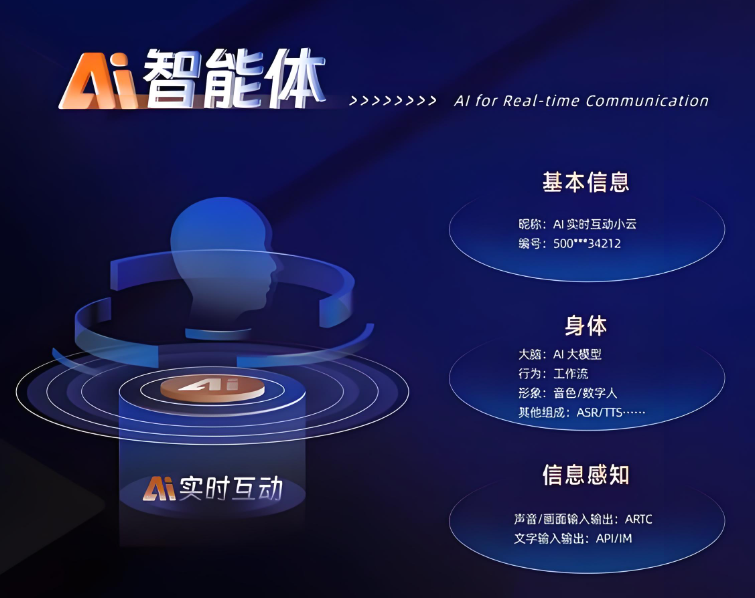 Ai智能体
>>>>>>>> AI for Real-time Communication
基本信息
昵称：AI 实时互动小云
编号：500***34212
身体
大脑：AI 大模型
行为：工作流
形象：音色/数字人
其他组成：ASR/TTS……
Ai
Ai实时互动
信息感知
声音/画面输入输出：ARTC
文字输入输出：API/IM